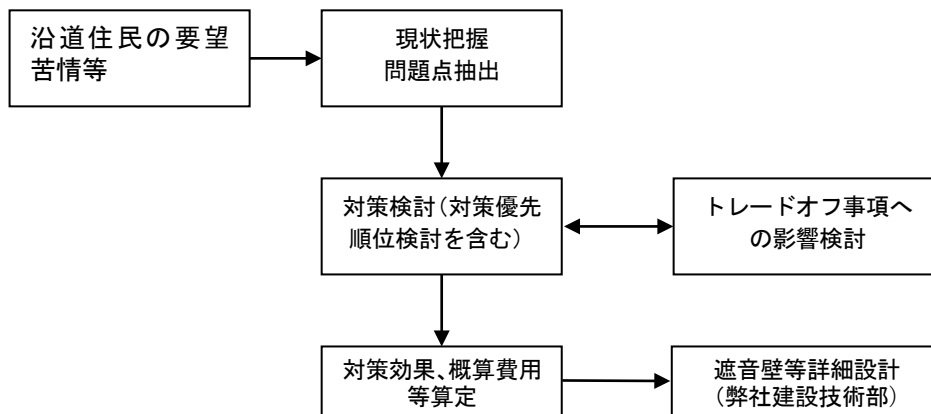 沿道住民の要望
苦情等
現状把握
問題点抽出
対策検討（対策優先
順位検討を含む）
トレードオフ事項へ
の影響検討
対策効果、概算費用
等算定
遮音壁等詳細設計
（弊社建設技術部）